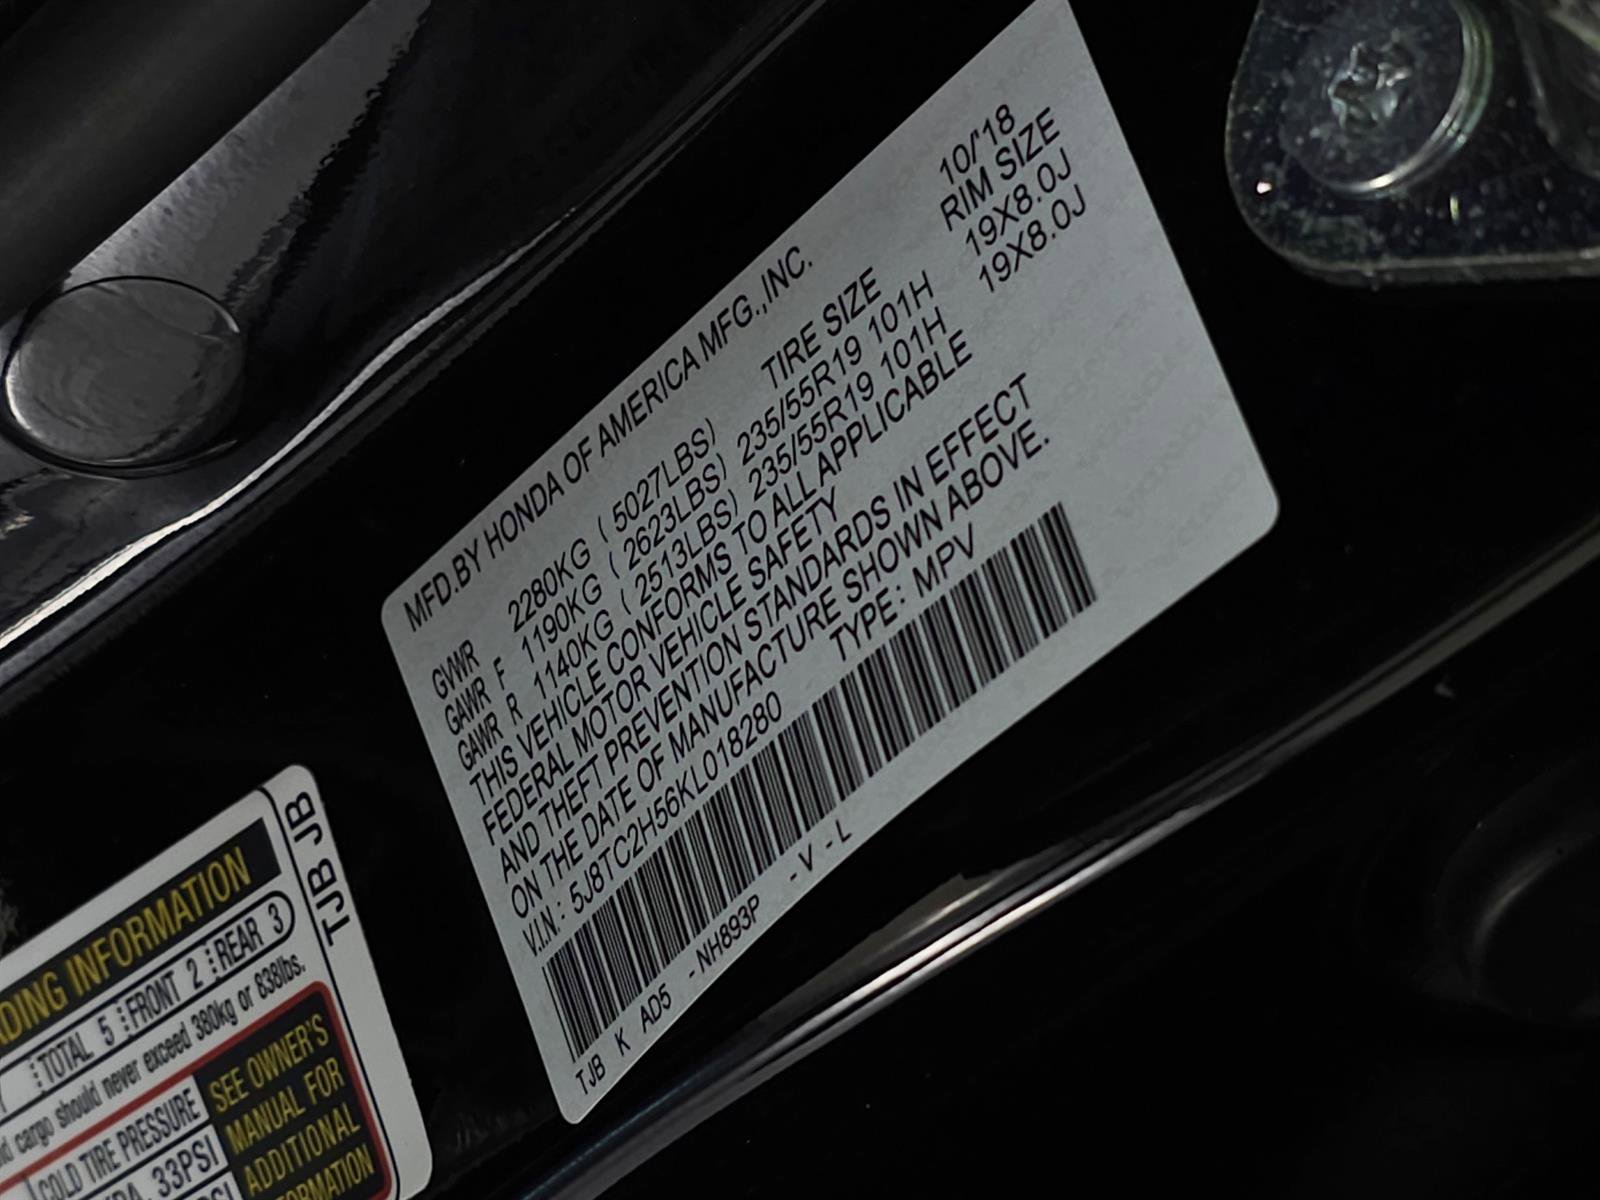 MFD.BY HONDA OF AMERICA MFG.,INC. 10/'18
TIRE SIZE RIM SIZE
GVWR 2280KG ( 5027LBS)
GAWR F 1190KG ( 2623LBS) 235/55R19 101H 19X8.0J
GAWR R 1140KG ( 2513LBS) 235/55R19 101H 19X8.0J
THIS VEHICLE CONFORMS TO ALL APPLICABLE
FEDERAL MOTOR VEHICLE SAFETY
AND THEFT PREVENTION STANDARDS IN EFFECT
ON THE DATE OF MANUFACTURE SHOWN ABOVE.
V.I.N.: 5J8TC2H56KL018280 TYPE: MPV
TJB K AD5 -NH893P -V -L
TJB JB
INFORMATION
TOTAL 5 FRONT 2 REAR 3
cargo should never exceed 380kg or 838lbs.
COLD TIRE PRESSURE
33PSI
SEE OWNER'S
MANUAL FOR
ADDITIONAL